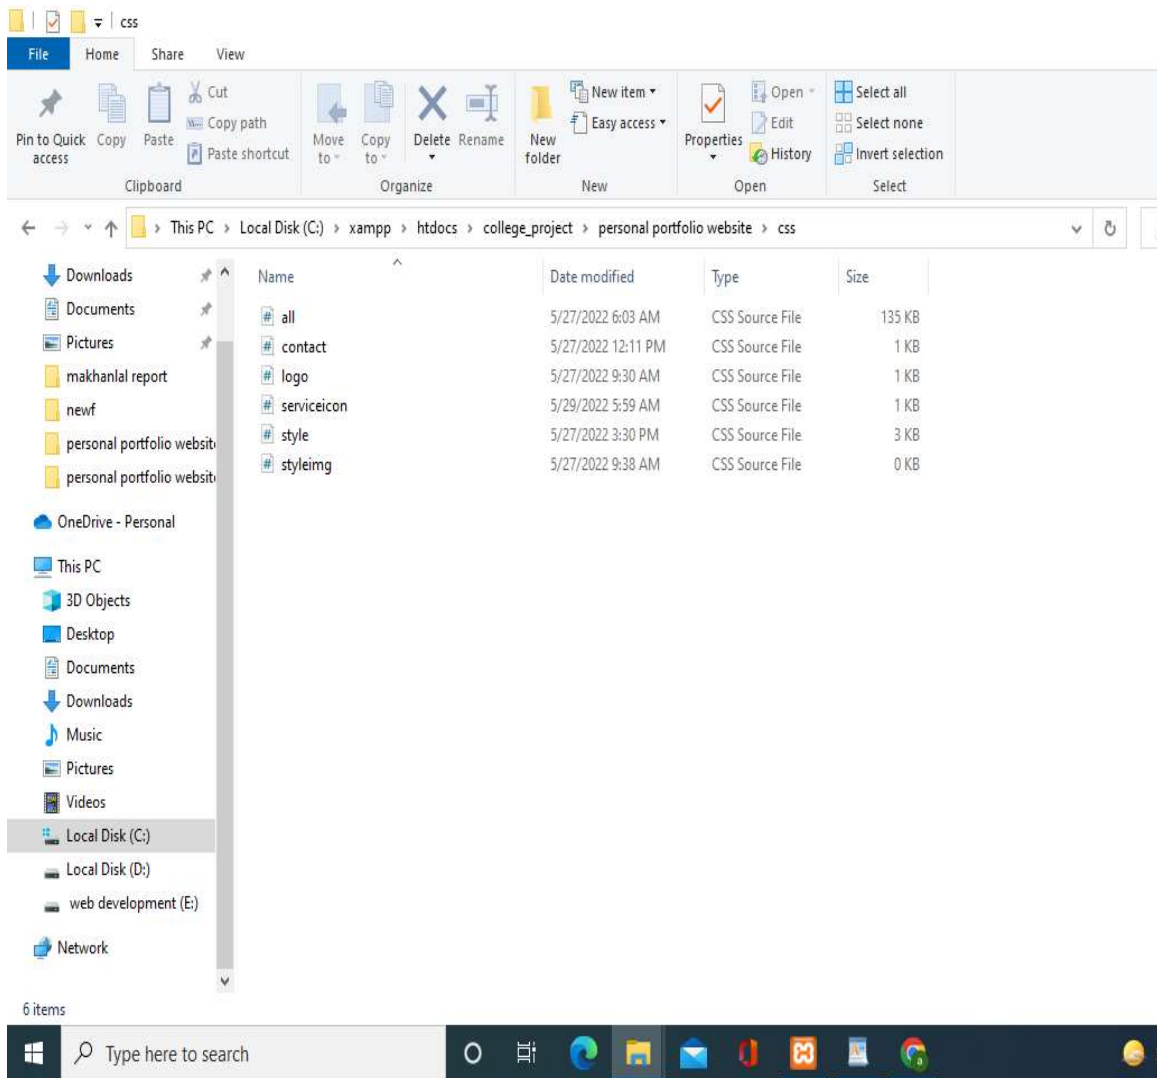 css
File Home Share View
Pin to Quick access
Copy
Paste
Cut
Copy path
Paste shortcut
Move to
Copy to
Delete
Rename
New folder
New item
Easy access
Properties
Open
Edit
History
Select all
Select none
Invert selection
Clipboard Organize New Open Select
This PC > Local Disk (C:) > xampp > htdocs > college_project > personal portfolio website > css
Name Date modified Type Size
all 5/27/2022 6:03 AM CSS Source File 135 KB
contact 5/27/2022 12:11 PM CSS Source File 1 KB
logo 5/27/2022 9:30 AM CSS Source File 1 KB
serviceicon 5/29/2022 5:59 AM CSS Source File 1 KB
style 5/27/2022 3:30 PM CSS Source File 3 KB
styleimg 5/27/2022 9:38 AM CSS Source File 0 KB
Downloads
Documents
Pictures
makhanlal report
newf
personal portfolio websit
personal portfolio websit
OneDrive - Personal
This PC
3D Objects
Desktop
Documents
Downloads
Music
Pictures
Videos
Local Disk (C:)
Local Disk (D:)
web development (E:)
Network
6 items
Type here to search